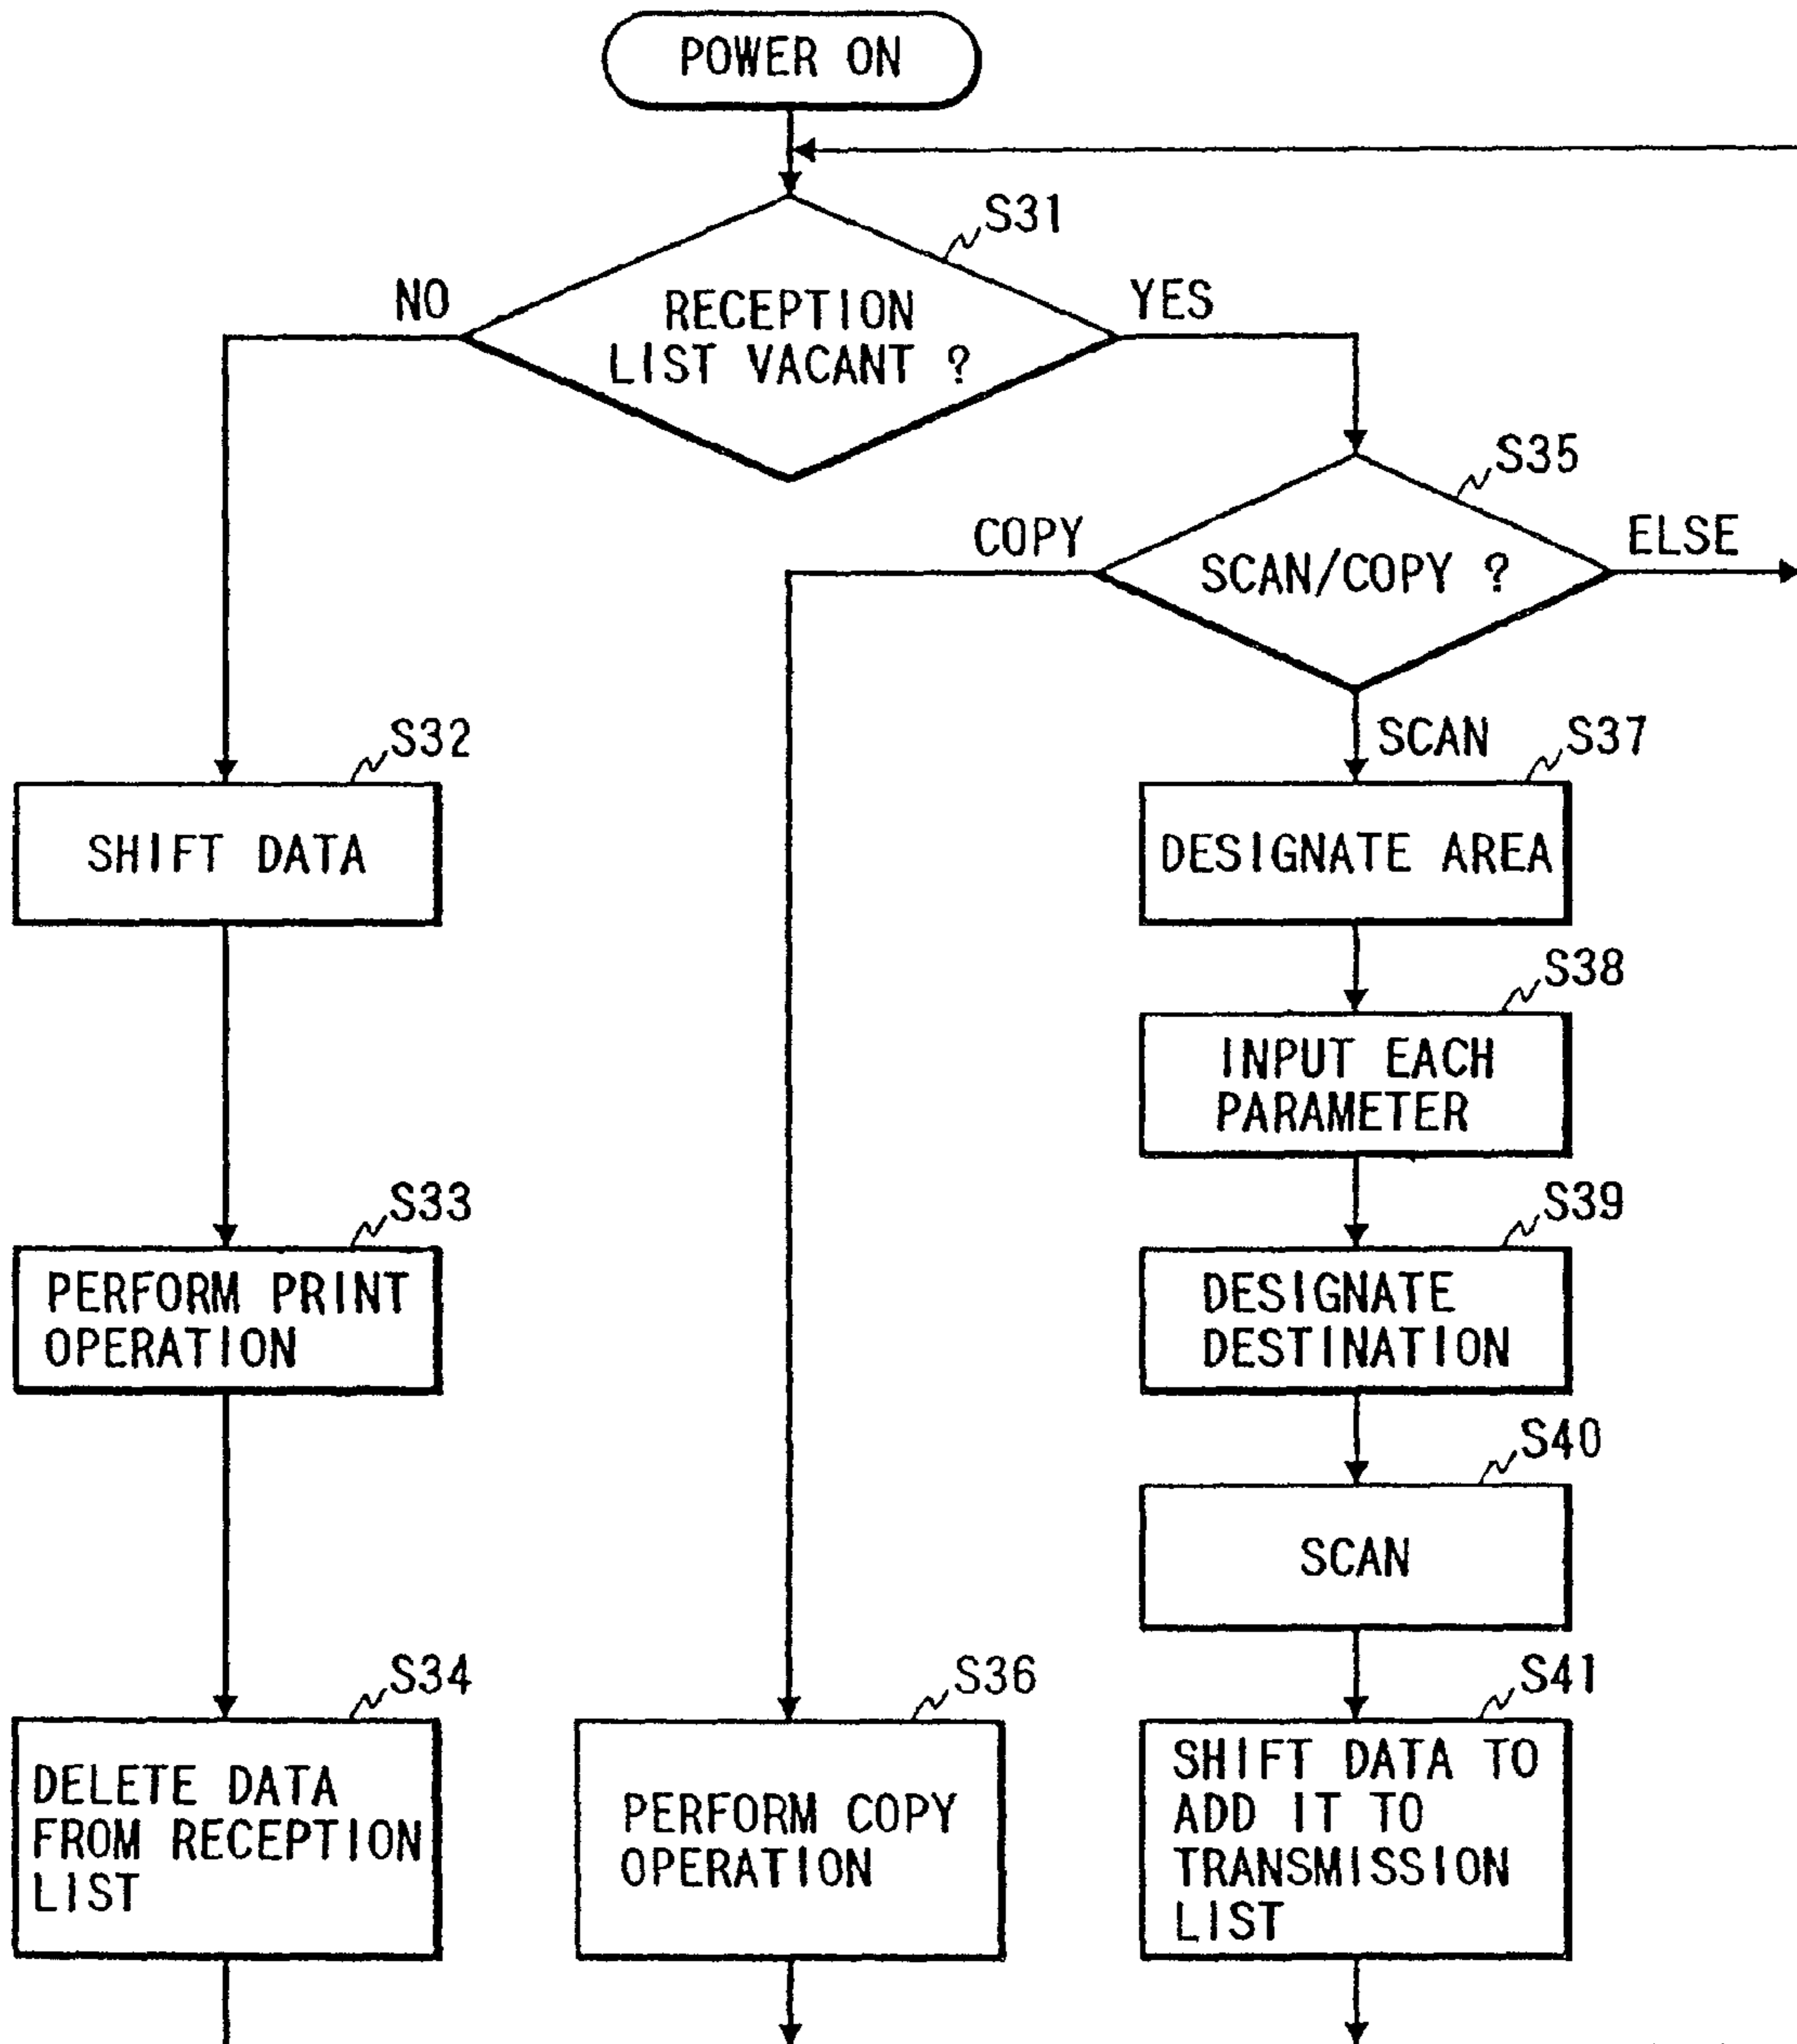 POWER ON
S31
NO
RECEPTION
LIST VACANT ?
YES
S35
COPY
SCAN/COPY ?
ELSE
S32
SCAN
S37
SHIFT DATA
DESIGNATE AREA
S38
INPUT EACH
PARAMETER
S33
S39
PERFORM PRINT
OPERATION
DESIGNATE
DESTINATION
S40
SCAN
S34
S36
S41
DELETE DATA
FROM RECEPTION
LIST
PERFORM COPY
OPERATION
SHIFT DATA TO
ADD IT TO
TRANSMISSION
LIST